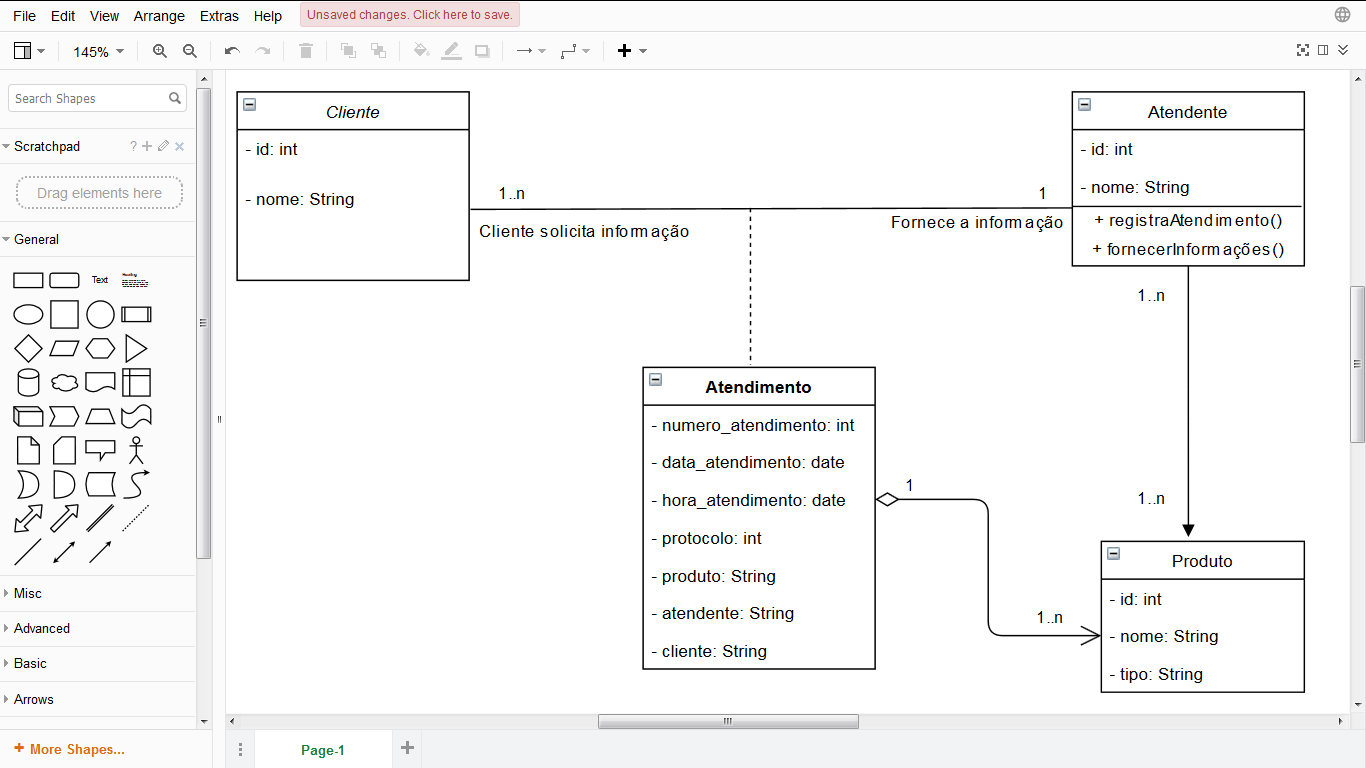 File Edit View Arrange Extras Help Unsaved changes. Click here to save.
145%
Search Shapes
Scratchpad ?
Drag elements here
General
Text
Heading
Misc
Advanced
Basic
Arrows
+ More Shapes...
Cliente
- id: int
- nome: String
1..n
1
Cliente solicita informação
Fornece a informação
Atendente
- id: int
- nome: String
+ registraAtendimento()
+ fornecerInformações()
1..n
1..n
Atendimento
- numero_atendimento: int
- data_atendimento: date
- hora_atendimento: date
- protocolo: int
- produto: String
- atendente: String
- cliente: String
1
1..n
Produto
- id: int
- nome: String
- tipo: String
Page-1